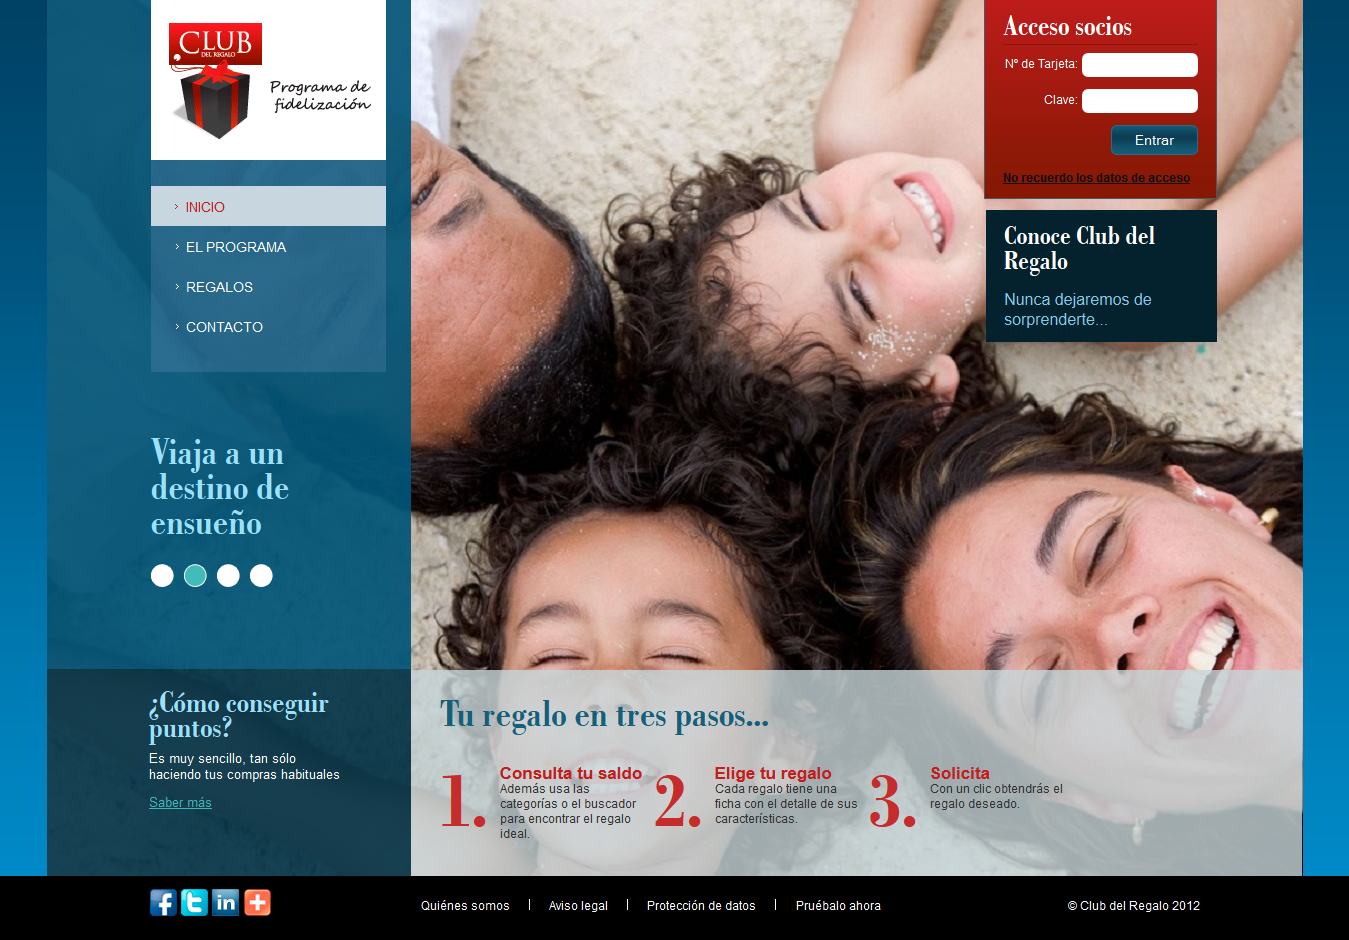 CLUB
DEL REGALO
Programa de
fidelización
INICIO
EL PROGRAMA
REGALOS
CONTACTO
Viaja a un
destino de
ensueño
¿Cómo conseguir
puntos?
Es muy sencillo, tan sólo
haciendo tus compras habituales
Saber más
Acceso socios
Nº de Tarjeta:
Clave:
Entrar
No recuerdo los datos de acceso
Conoce Club del
Regalo
Nunca dejaremos de
sorprenderte...
Tu regalo en tres pasos...
1.
Consulta tu saldo
Además usa las
categorías o el buscador
para encontrar el regalo
ideal.
2.
Elige tu regalo
Cada regalo tiene una
ficha con el detalle de sus
características.
3.
Solicita
Con un clic obtendrás el
regalo deseado.
Quiénes somos
Aviso legal
Protección de datos
Pruébalo ahora
© Club del Regalo 2012